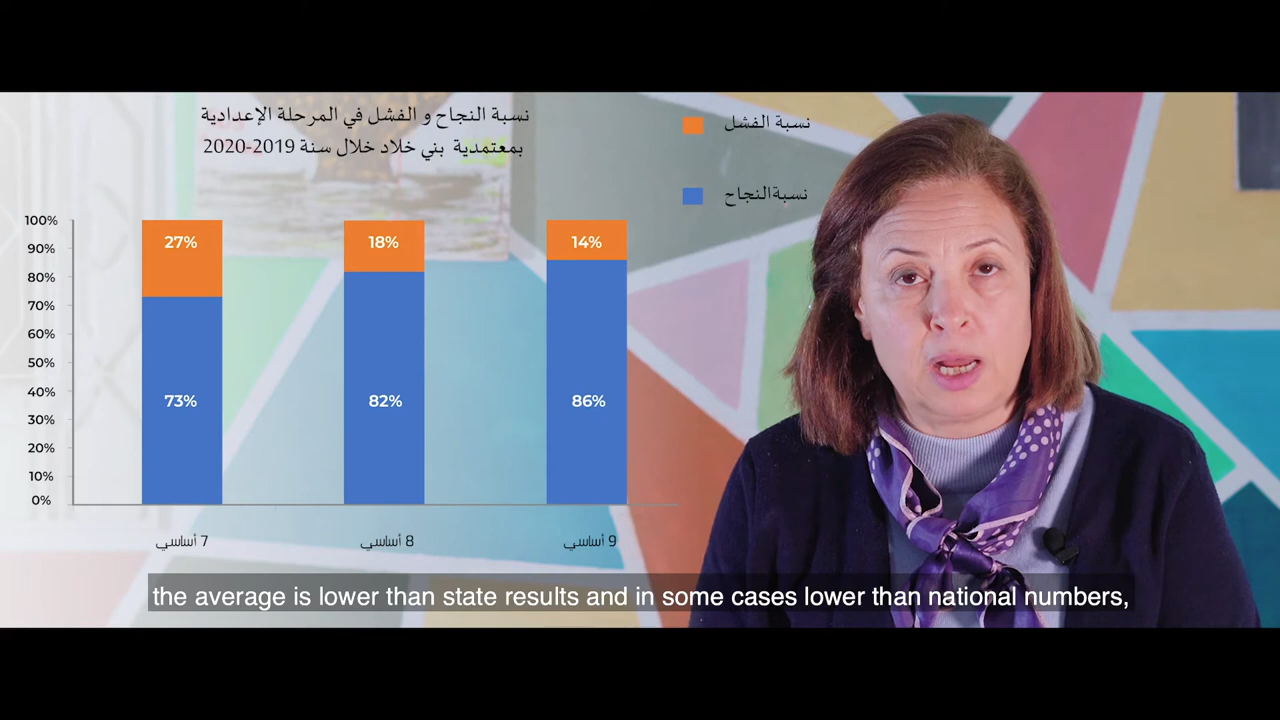 نسبة النجاح و الفشل في المرحلة الإعدادية
بمعتمدية بني خلاد خلال سنة 2019-2020
نسبة الفشل
نسبة النجاح
100%
90%
80%
70%
60%
50%
40%
30%
20%
10%
0%
27%
18%
14%
73%
82%
86%
7 أساسي
8 أساسي
9 أساسي
the average is lower than state results and in some cases lower than national numbers,